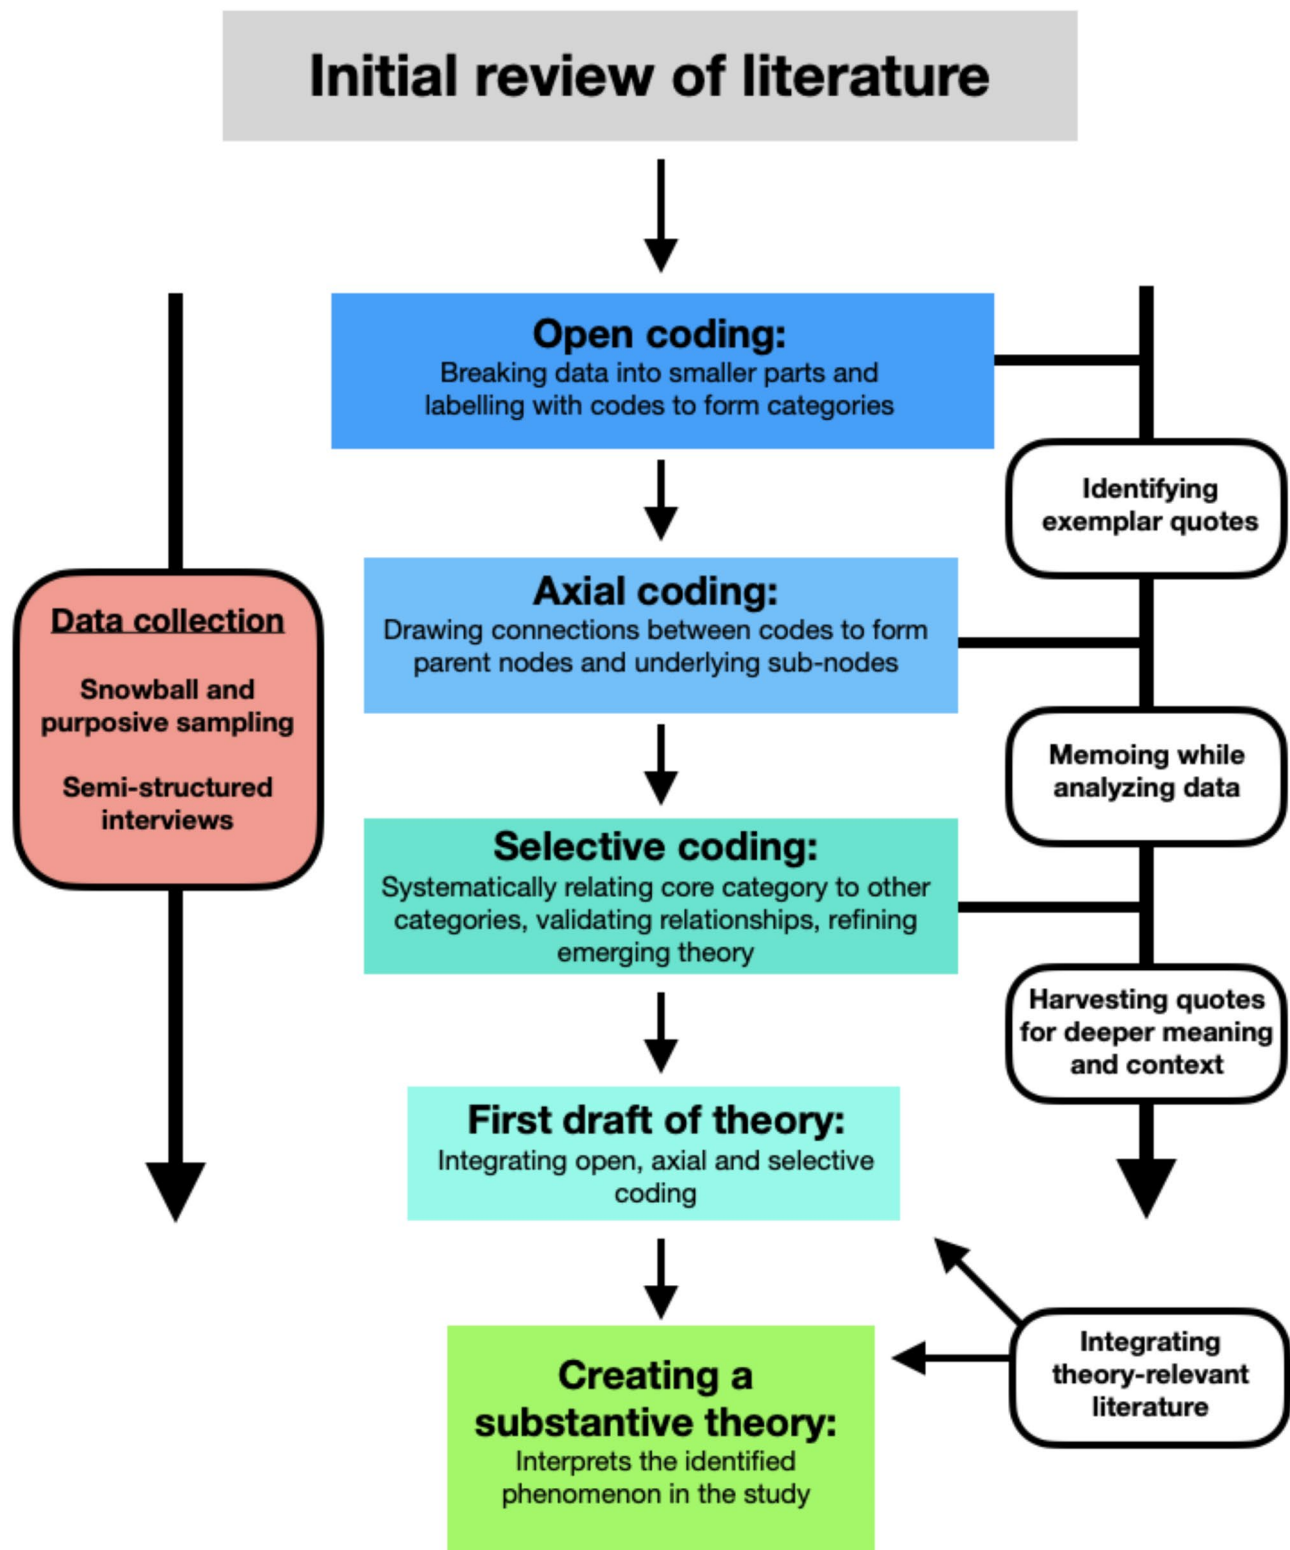 Initial review of literature
Open coding:
Breaking data into smaller parts and
labelling with codes to form categories
Identifying
exemplar quotes
Axial coding:
Drawing connections between codes to form
parent nodes and underlying sub-nodes
Data collection
Snowball and
purposive sampling
Semi-structured
interviews
Memoing while
analyzing data
Selective coding:
Systematically relating core category to other
categories, validating relationships, refining
emerging theory
Harvesting quotes
for deeper meaning
and context
First draft of theory:
Integrating open, axial and selective
coding
Integrating
theory-relevant
literature
Creating a
substantive theory:
Interprets the identified
phenomenon in the study